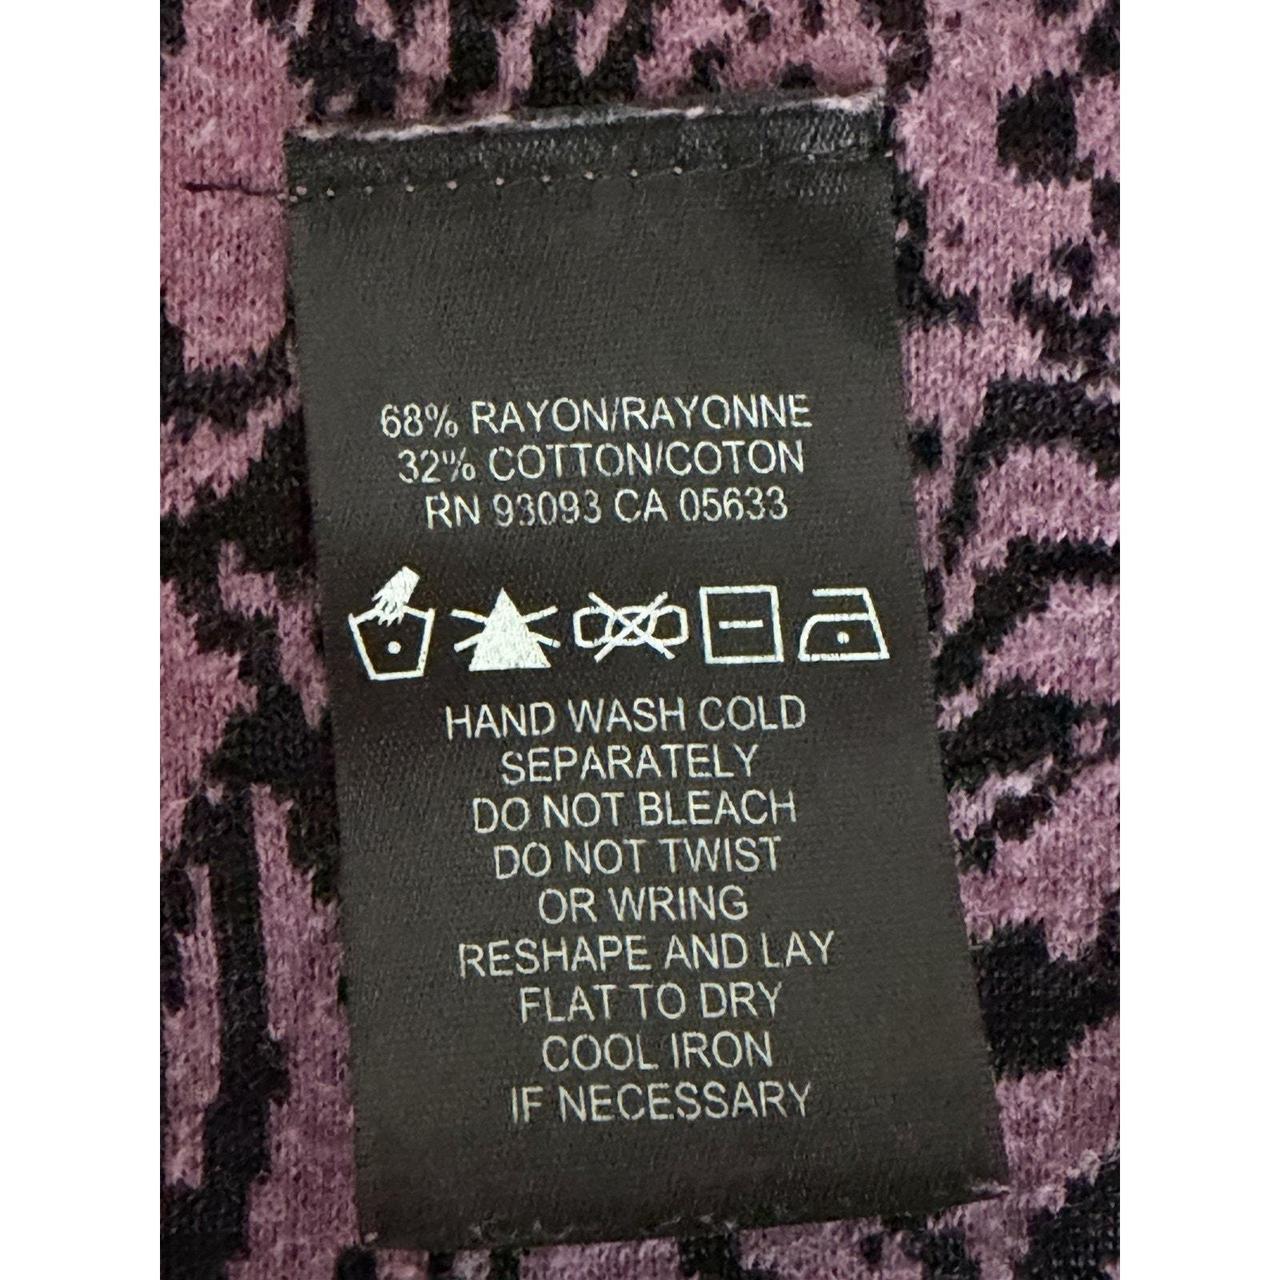 68% RAYON/RAYONNE
32% COTTON/COTON
RN 93093 CA 05633
HAND WASH COLD
SEPARATELY
DO NOT BLEACH
DO NOT TWIST
OR WRING
RESHAPE AND LAY
FLAT TO DRY
COOL IRON
IF NECESSARY